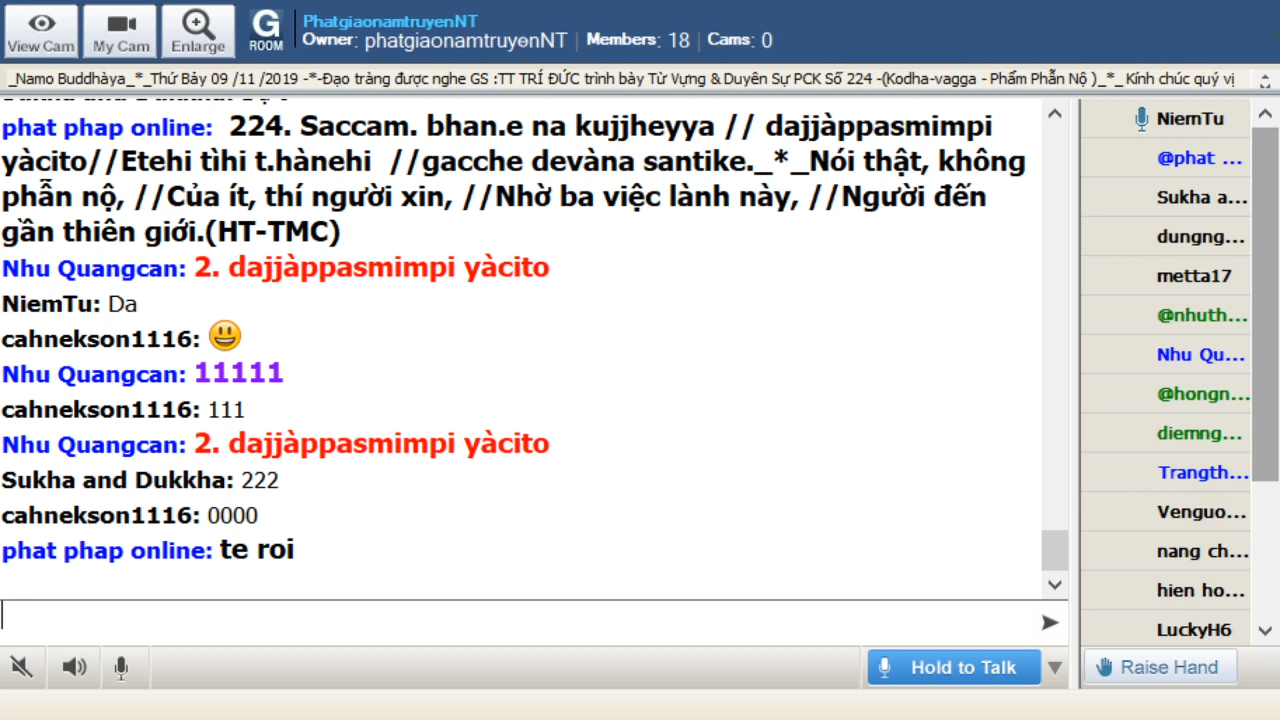 View Cam
My Cam
Enlarge
G
ROOM
PhatgiaonamtruyenNT
Owner: phatgiaonamtruyenNT | Members: 18 | Cams: 0
_Namo Buddhàya_*_Thứ Bảy 09 /11 /2019 -*-Đạo tràng được nghe GS :TT TRÍ ĐỨC trình bày Từ Vựng & Duyên Sự PCK Số 224 -(Kodha-vagga - Phẩm Phẫn Nộ )_*_ Kính chúc quý vị
phat phap online: 224. Saccam. bhan.e na kujjheyya // dajjàppasmimpi
yàcito//Etehi tìhi t.hànehi //gacche devàna santike._*_Nói thật, không
phẫn nộ, //Của ít, thí người xin, //Nhờ ba việc lành này, //Người đến
gần thiên giới.(HT-TMC)
Nhu Quangcan: 2. dajjàppasmimpi yàcito
NiemTu: Da
cahnekson1116:
Nhu Quangcan: 11111
cahnekson1116: 111
Nhu Quangcan: 2. dajjàppasmimpi yàcito
Sukha and Dukkha: 222
cahnekson1116: 0000
phat phap online: te roi
NiemTu
@phat ...
Sukha a...
dungng...
metta17
@nhuth...
Nhu Qu...
@hongn...
diemng...
Trangth...
Venguo...
nang ch...
hien ho...
LuckyH6
Hold to Talk
Raise Hand